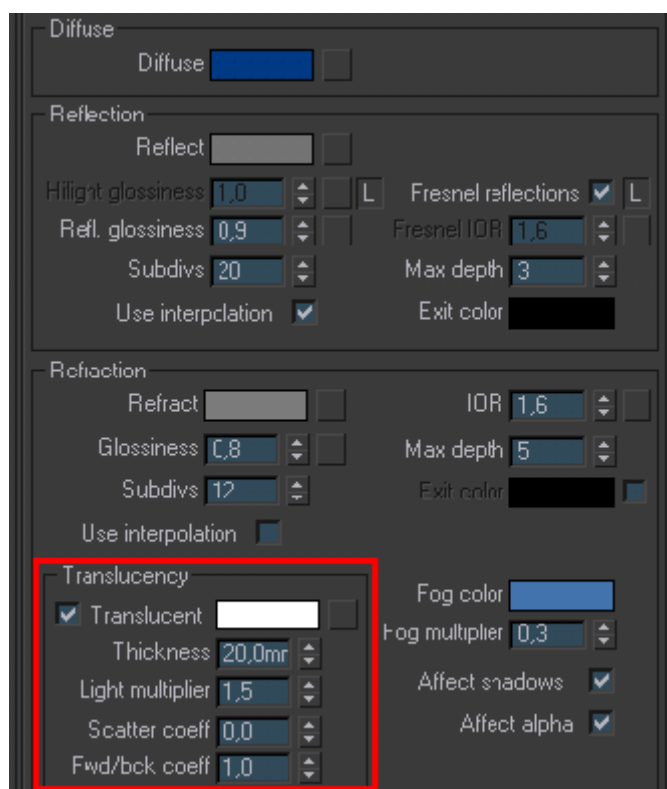 Diffuse
Diffuse
Reflection
Reflect
Hilight glossiness 1,0 L Fresnel reflections L
Refl. glossiness 0,9 Fresnel IOR 1,6
Subdivs 20 Max depth 3
Use interpolation Exit color
Refraction
Refract IOR 1,6
Glossiness 0,8 Max depth 5
Subdivs 12 Exit color
Use interpolation
Translucency
Translucent Fog color
Thickness 20,0mr Fog multiplier 0,3
Light multiplier 1,5 Affect shadows
Scatter coeff 0,0 Affect alpha
Fwd/bck coeff 1,0